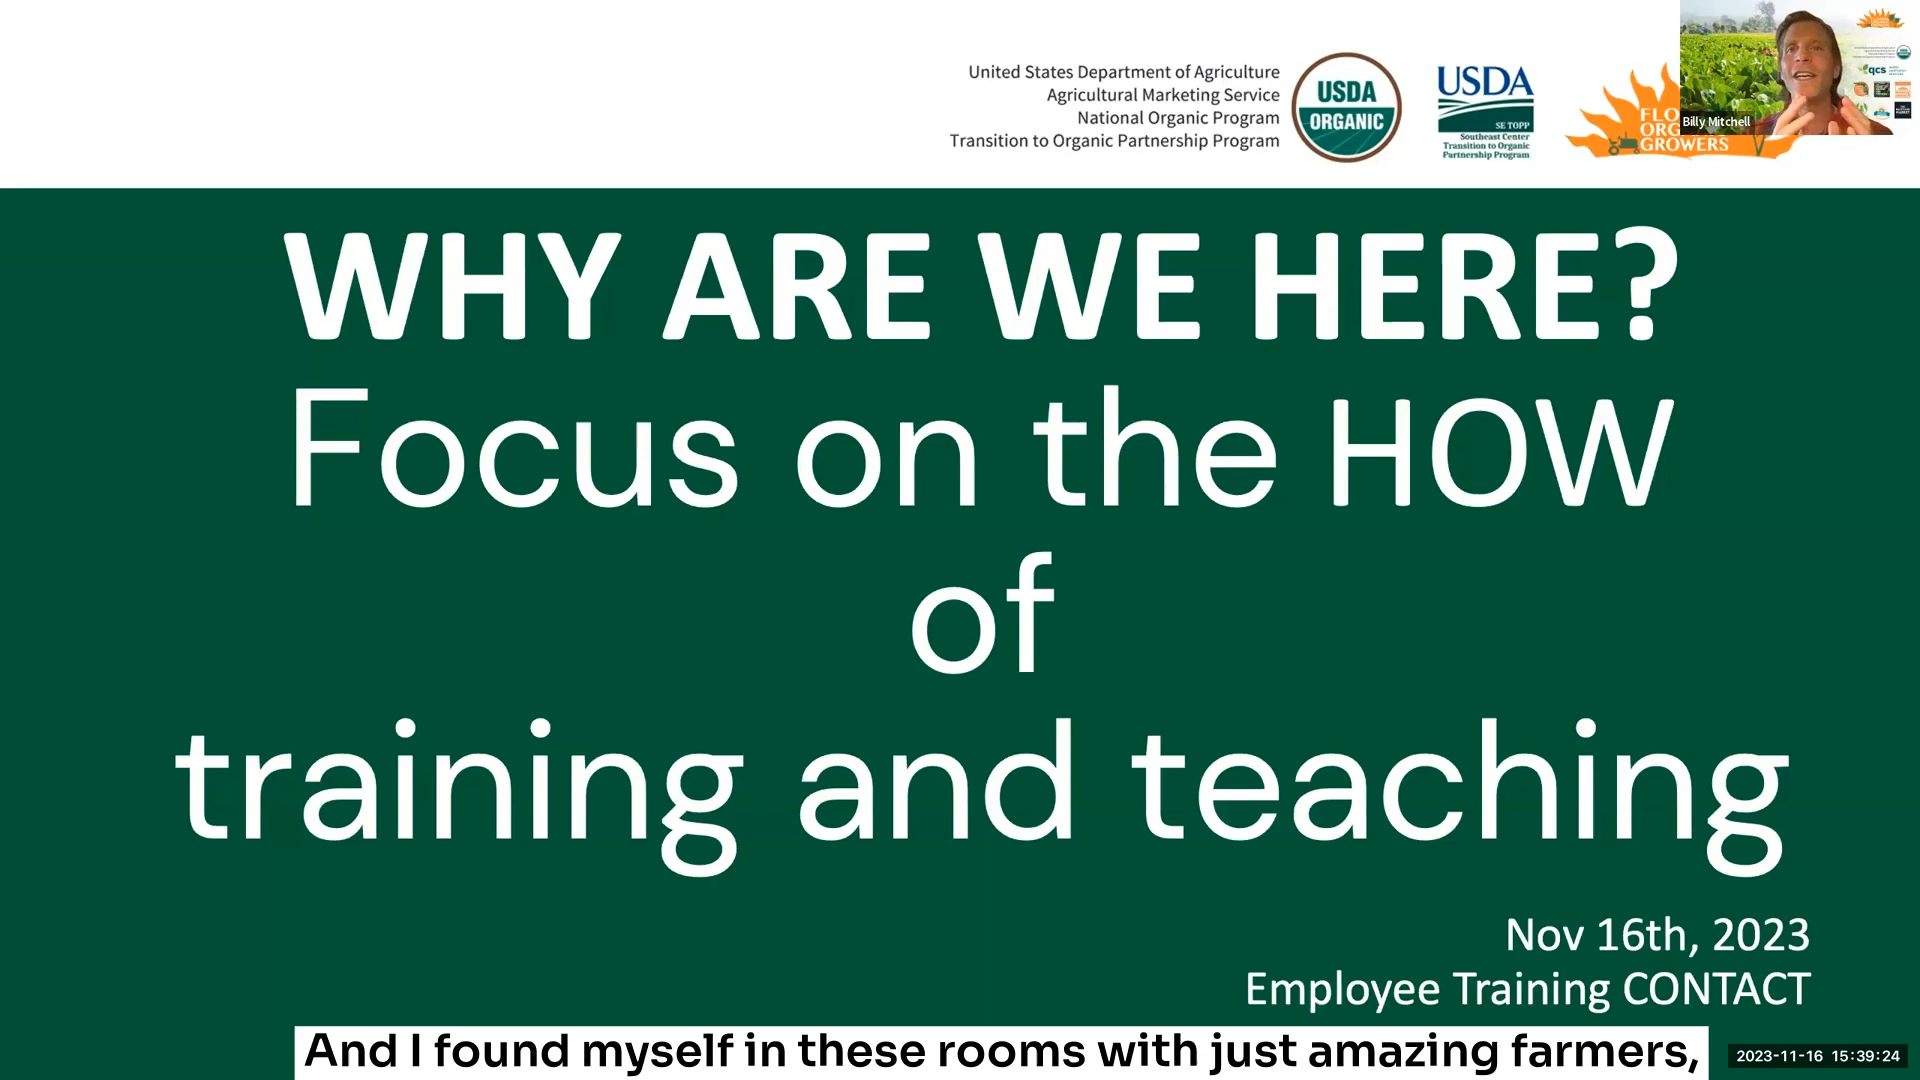 United States Department of Agriculture
Agricultural Marketing Service
National Organic Program
Transition to Organic Partnership Program
USDA
ORGANIC
USDA
SE TOPP
Southeast Center
Transition to Organic
Partnership Program
GROWERS
Billy Mitchell
qcs
WHY ARE WE HERE?
Focus on the HOW
of
training and teaching
Nov 16th, 2023
Employee Training CONTACT
And I found myself in these rooms with just amazing farmers,
2023-11-16 15:39:24